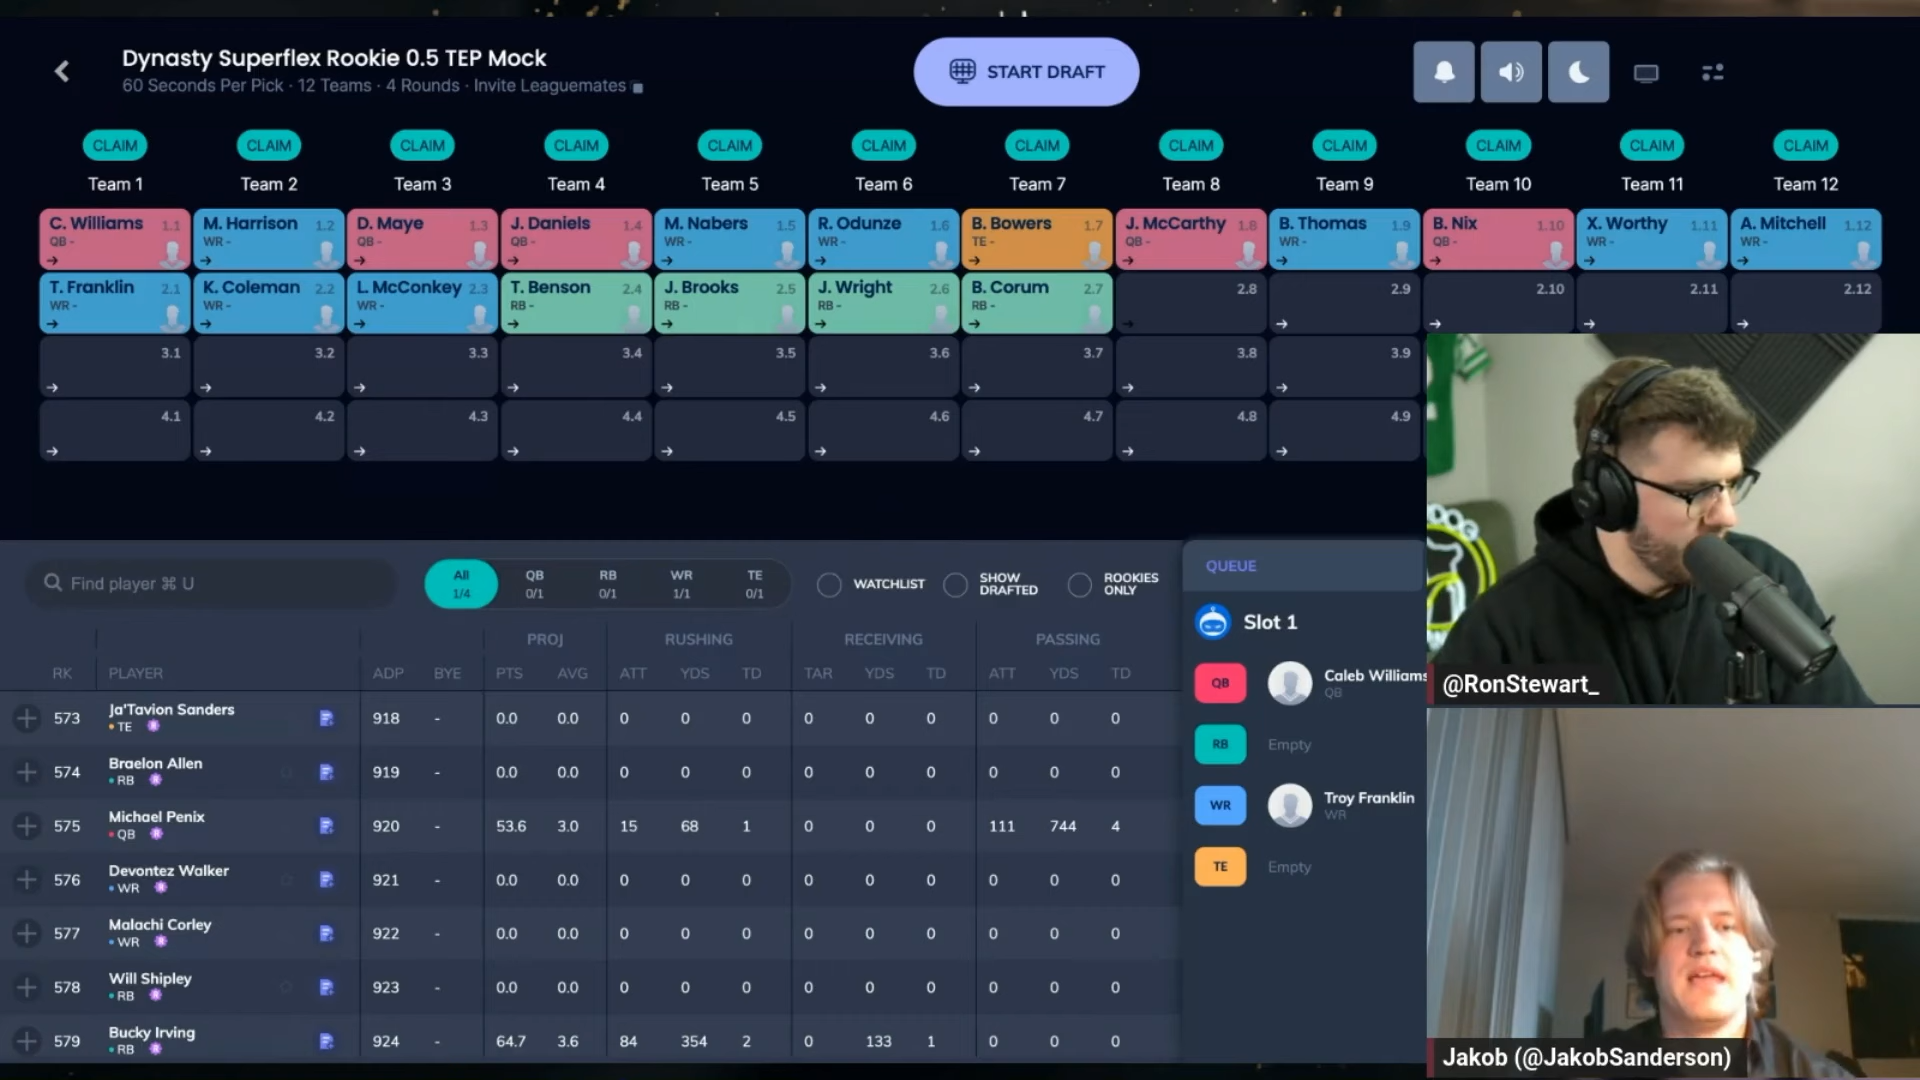 Dynasty Superflex Rookie 0.5 TEP Mock
60 Seconds Per Pick · 12 Teams · 4 Rounds · Invite Leaguemates
START DRAFT
CLAIM CLAIM CLAIM CLAIM CLAIM CLAIM CLAIM CLAIM CLAIM CLAIM CLAIM CLAIM
Team 1 Team 2 Team 3 Team 4 Team 5 Team 6 Team 7 Team 8 Team 9 Team 10 Team 11 Team 12
C. Williams 1.1 M. Harrison 1.2 D. Maye 1.3 J. Daniels 1.4 M. Nabers 1.5 R. Odunze 1.6 B. Bowers 1.7 J. McCarthy 1.8 B. Thomas 1.9 B. Nix 1.10 X. Worthy 1.11 A. Mitchell 1.12
QB - WR - QB - QB - WR - WR - TE - QB - WR - QB - WR - WR -
T. Franklin 2.1 K. Coleman 2.2 L. McConkey 2.3 T. Benson 2.4 J. Brooks 2.5 J. Wright 2.6 B. Corum 2.7 2.8 2.9 2.10 2.11 2.12
WR - WR - WR - RB - RB - RB - RB -
3.1 3.2 3.3 3.4 3.5 3.6 3.7 3.8 3.9
4.1 4.2 4.3 4.4 4.5 4.6 4.7 4.8 4.9
Find player ⌘ U
All QB RB WR TE
1/4 0/1 0/1 1/1 0/1
WATCHLIST
SHOW DRAFTED
ROOKIES ONLY
PROJ RUSHING RECEIVING PASSING
RK PLAYER ADP BYE PTS AVG ATT YDS TD TAR YDS TD ATT YDS TD
573 Ja'Tavion Sanders TE 918 - 0.0 0.0 0 0 0 0 0 0 0 0 0
574 Braelon Allen RB 919 - 0.0 0.0 0 0 0 0 0 0 0 0 0
575 Michael Penix QB 920 - 53.6 3.0 15 68 1 0 0 0 111 744 4
576 Devontez Walker WR 921 - 0.0 0.0 0 0 0 0 0 0 0 0 0
577 Malachi Corley WR 922 - 0.0 0.0 0 0 0 0 0 0 0 0 0
578 Will Shipley RB 923 - 0.0 0.0 0 0 0 0 0 0 0 0 0
579 Bucky Irving RB 924 - 64.7 3.6 84 354 2 0 133 1 0 0 0
QUEUE
Slot 1
QB Caleb Williams
QB
RB Empty
WR Troy Franklin
WR
TE Empty
@RonStewart_
Jakob (@JakobSanderson)